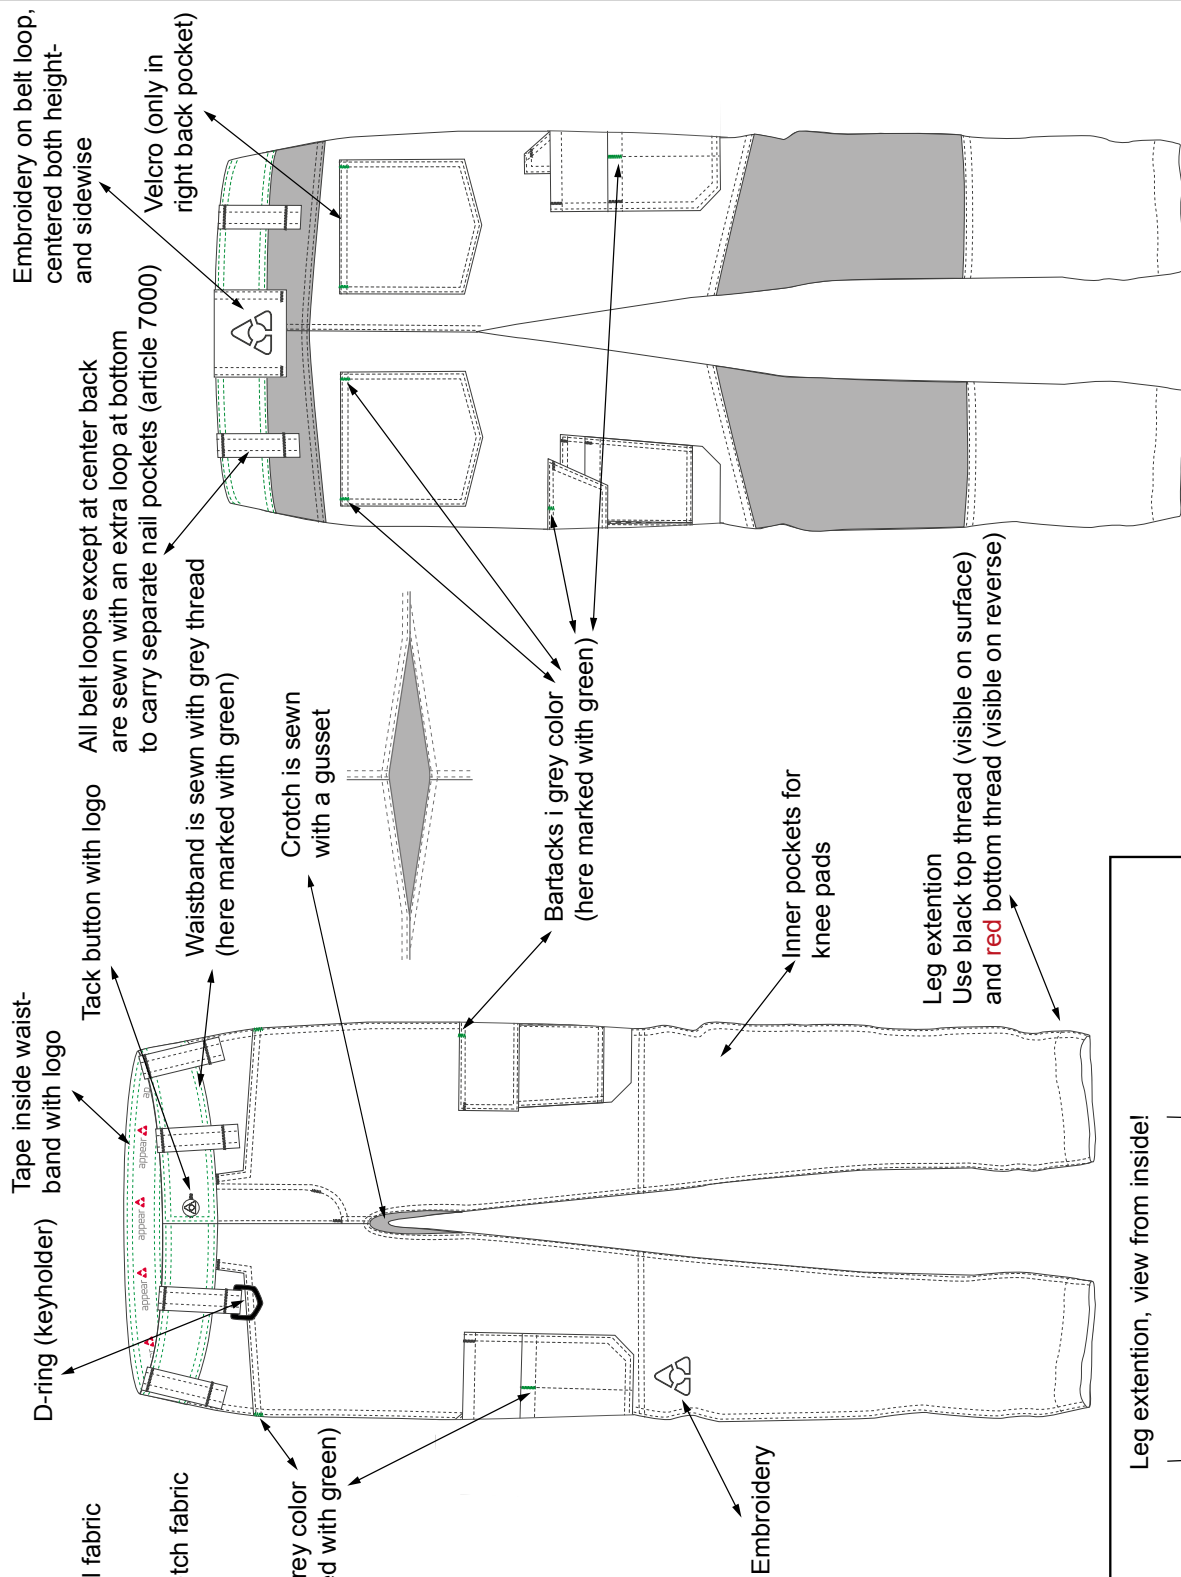 Embroidery on belt loop,
centered both height-
and sidewise
Velcro (only in
right back pocket)
All belt loops except at center back
are sewn with an extra loop at bottom
to carry separate nail pockets (article 7000)
Waistband is sewn with grey thread
(here marked with green)
Tack button with logo
Tape inside waist-
band with logo
D-ring (keyholder)
Crotch is sewn
with a gusset
Bartacks i grey color
(here marked with green)
Inner pockets for
knee pads
Leg extention
Use black top thread (visible on surface)
and red bottom thread (visible on reverse)
appear
appear
appear
ap
l fabric
tch fabric
rey color
ed with green)
Embroidery
Leg extention, view from inside!